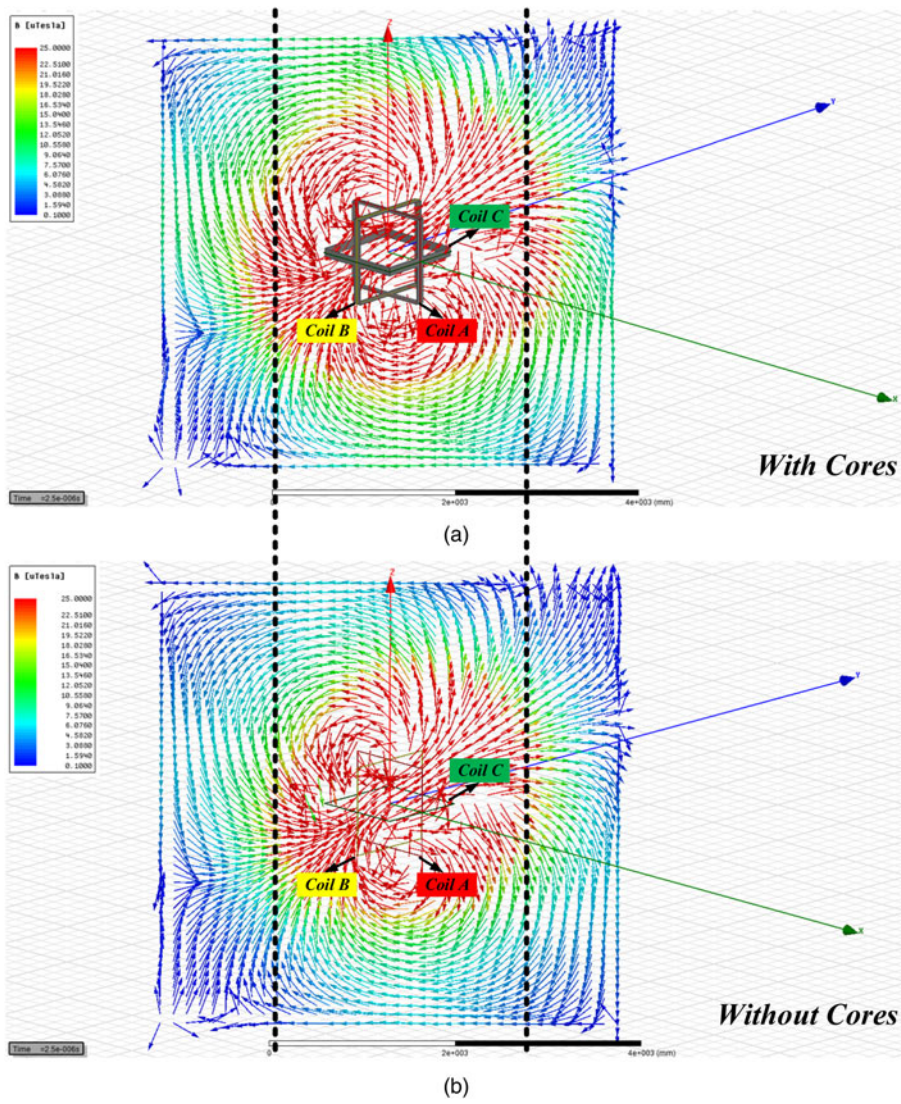 B [uTesla]
25.0000
22.5100
21.0160
19.5220
18.0280
16.5340
15.0400
13.5460
12.0520
10.5580
9.0640
7.5700
6.0760
4.5820
3.0880
1.5940
0.1000
Z
Y
Coil C
Coil B
Coil A
X
With Cores
Time =2.5e-006s
0
2e+003
4e+003 (mm)
(a)
B [uTesla]
25.0000
22.5100
21.0160
19.5220
18.0280
16.5340
15.0400
13.5460
12.0520
10.5580
9.0640
7.5700
6.0760
4.5820
3.0880
1.5940
0.1000
Z
Y
Coil C
Coil B
Coil A
X
Without Cores
Time =2.5e-006s
0
2e+003
4e+003 (mm)
(b)